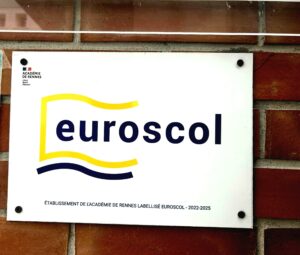 ACADÉMIE
DE RENNES
euroscol
ÉTABLISSEMENT DE L'ACADÉMIE DE RENNES LABELLISÉ EUROSCOL - 2022-2025